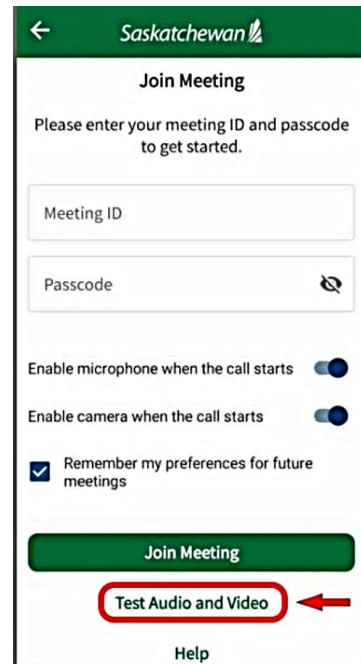 Saskatchewan
Join Meeting
Please enter your meeting ID and passcode
to get started.
Meeting ID
Passcode
Enable microphone when the call starts
Enable camera when the call starts
Remember my preferences for future
meetings
Join Meeting
Test Audio and Video
Help